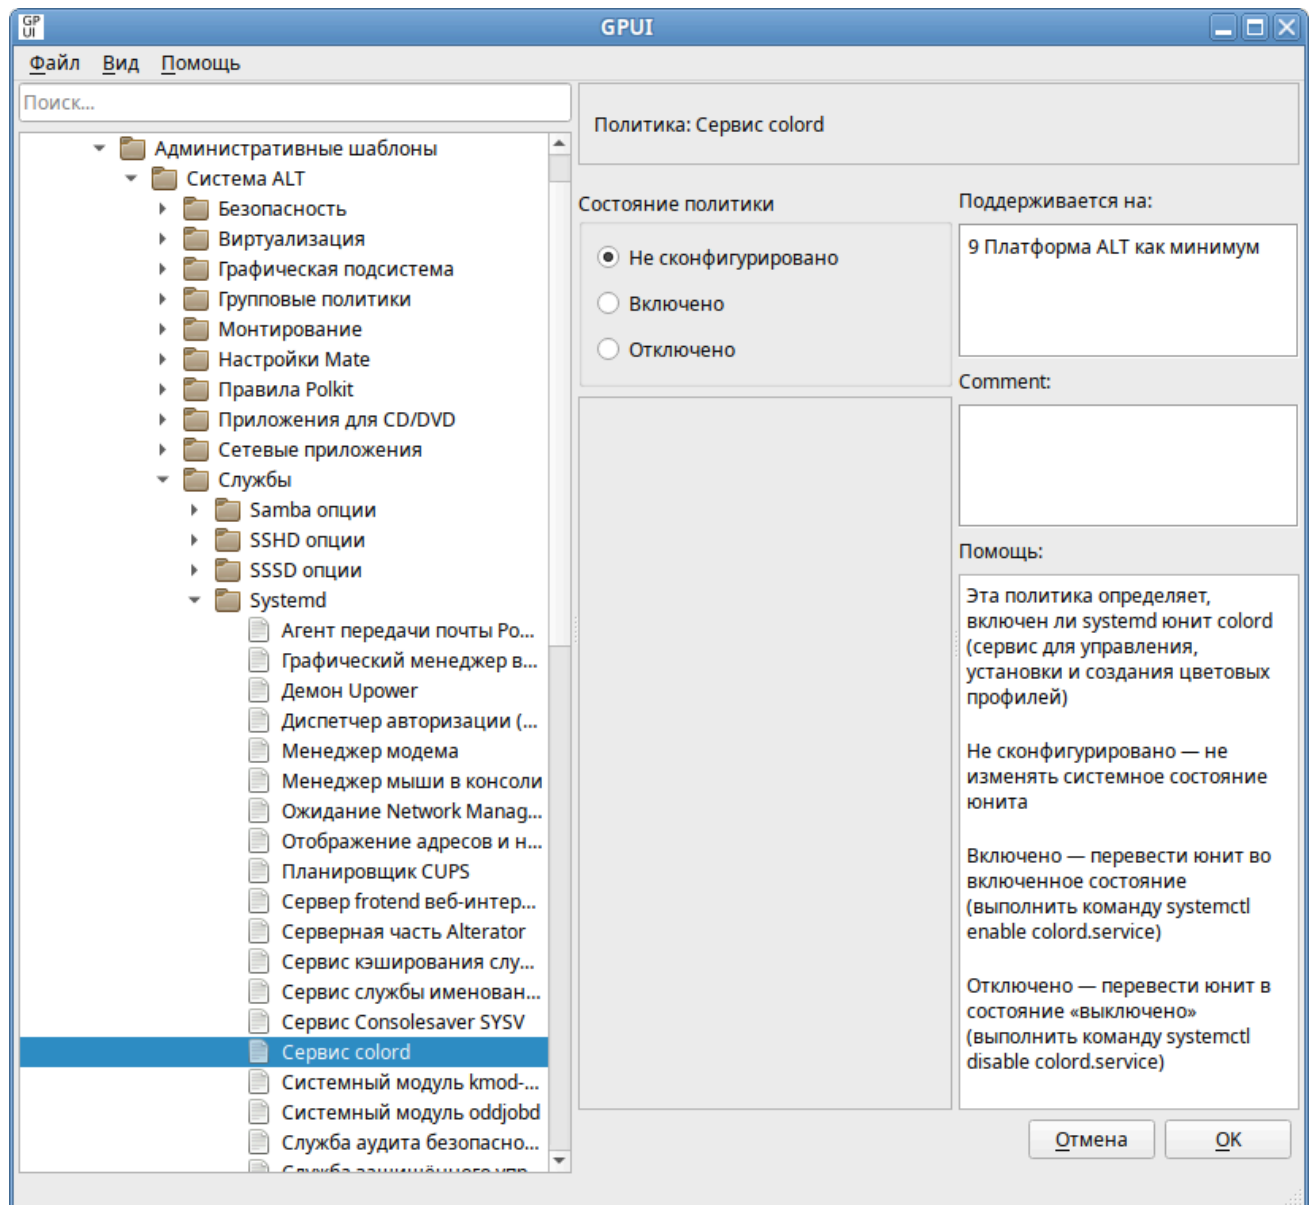 GP
UI
GPUI
Файл Вид Помощь
Поиск...
Административные шаблоны
Система ALT
Безопасность
Виртуализация
Графическая подсистема
Групповые политики
Монтирование
Настройки Mate
Правила Polkit
Приложения для CD/DVD
Сетевые приложения
Службы
Samba опции
SSHD опции
SSSD опции
Systemd
Агент передачи почты Po...
Графический менеджер в...
Демон Upower
Диспетчер авторизации (...
Менеджер модема
Менеджер мыши в консоли
Ожидание Network Manag...
Отображение адресов и н...
Планировщик CUPS
Сервер frotend веб-интер...
Серверная часть Alterator
Сервис кэширования слу...
Сервис службы именован...
Сервис Consolesaver SYSV
Сервис colord
Системный модуль kmod-...
Системный модуль oddjobd
Служба аудита безопасно...
Служба защищённого упр...
Политика: Сервис colord
Состояние политики
Не сконфигурировано
Включено
Отключено
Поддерживается на:
9 Платформа ALT как минимум
Comment:
Помощь:
Эта политика определяет,
включен ли systemd юнит colord
(сервис для управления,
установки и создания цветовых
профилей)
Не сконфигурировано — не
изменять системное состояние
юнита
Включено — перевести юнит во
включенное состояние
(выполнить команду systemctl
enable colord.service)
Отключено — перевести юнит в
состояние «выключено»
(выполнить команду systemctl
disable colord.service)
Отмена OK